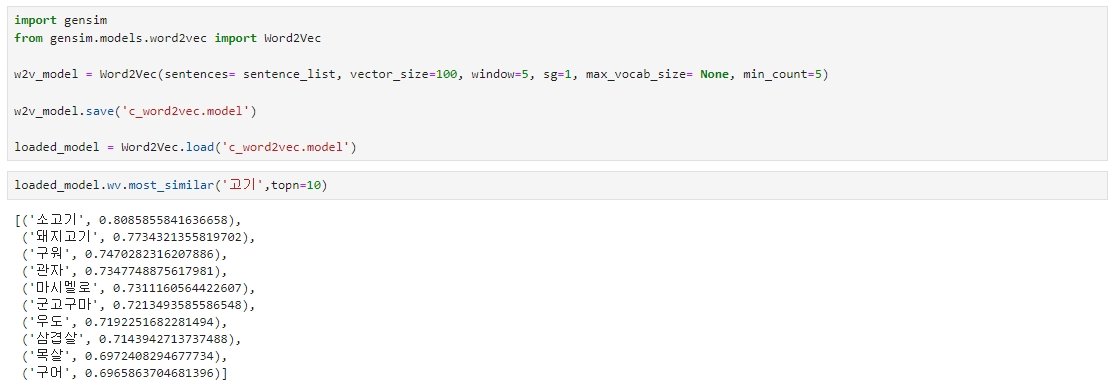 import gensim
from gensim.models.word2vec import Word2Vec
w2v_model = Word2Vec(sentences= sentence_list, vector_size=100, window=5, sg=1, max_vocab_size= None, min_count=5)
w2v_model.save('c_word2vec.model')
loaded_model = Word2Vec.load('c_word2vec.model')
loaded_model.wv.most_similar('고기',topn=10)
[('소고기', 0.8085855841636658),
('돼지고기', 0.7734321355819702),
('구워', 0.7470282316207886),
('관자', 0.7347748875617981),
('마시멜로', 0.7311160564422607),
('군고구마', 0.7213493585586548),
('우도', 0.7192251682281494),
('삼겹살', 0.7143942713737488),
('목살', 0.6972408294677734),
('구어', 0.6965863704681396)]